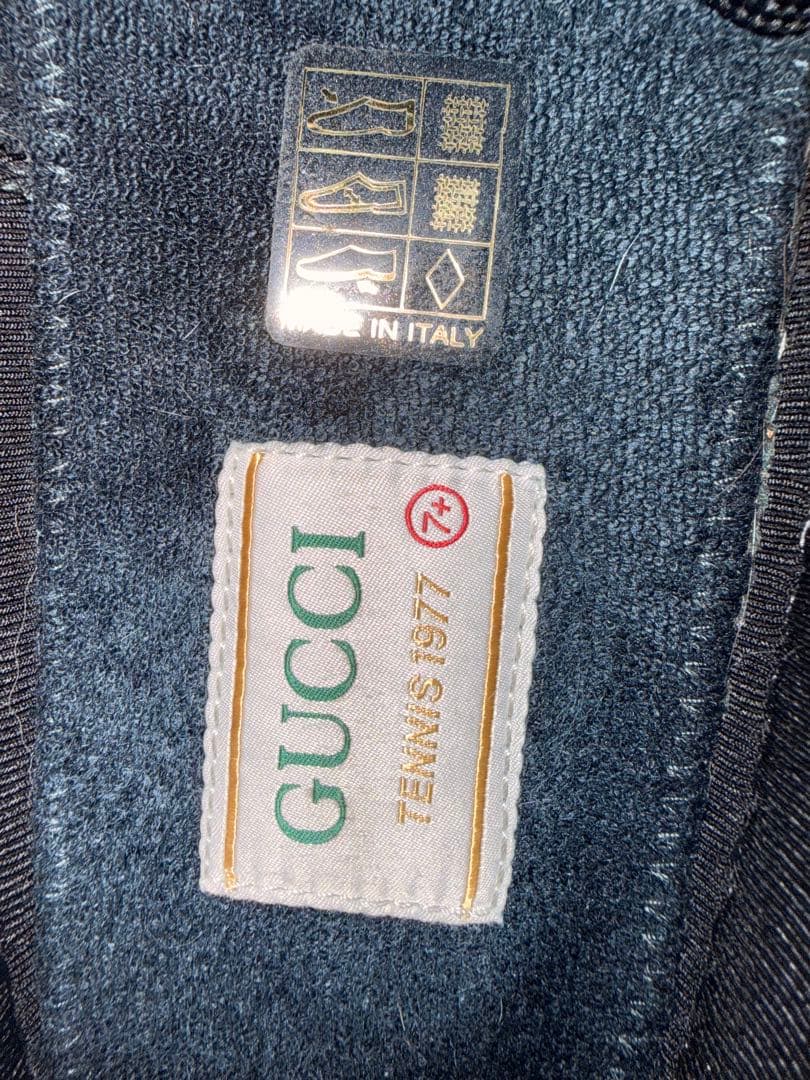 MADE IN ITALY
GUCCI
TENNIS 1977
7+